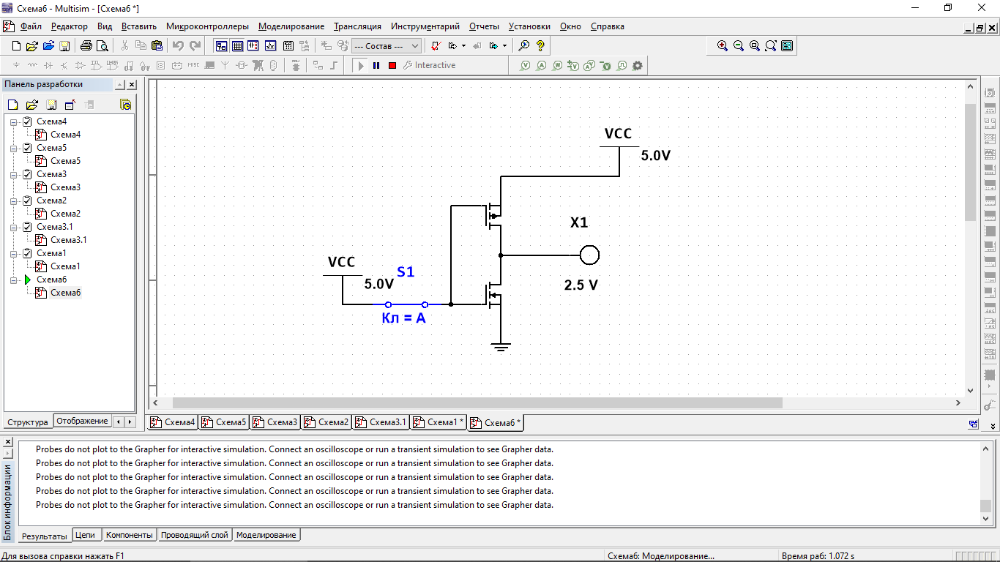 Схема6 - Multisim - [Схема6 *]
Файл Редактор Вид Вставить Микроконтроллеры Моделирование Трансляция Инструментарий Отчеты Установки Окно Справка
--- Состав ---
MISC Interactive
Панель разработки
Схема4
Схема4
Схема5
Схема5
Схема3
Схема3
Схема2
Схема2
Схема3.1
Схема3.1
Схема1
Схема1
Схема6
Схема6
Структура Отображение
VCC
5.0V
X1
2.5 V
VCC
5.0V
S1
Кл = A
Схема4 Схема5 Схема3 Схема2 Схема3.1 Схема1 * Схема6 *
Блок информации
Probes do not plot to the Grapher for interactive simulation. Connect an oscilloscope or run a transient simulation to see Grapher data.
Probes do not plot to the Grapher for interactive simulation. Connect an oscilloscope or run a transient simulation to see Grapher data.
Probes do not plot to the Grapher for interactive simulation. Connect an oscilloscope or run a transient simulation to see Grapher data.
Probes do not plot to the Grapher for interactive simulation. Connect an oscilloscope or run a transient simulation to see Grapher data.
Probes do not plot to the Grapher for interactive simulation. Connect an oscilloscope or run a transient simulation to see Grapher data.
Результаты Цепи Компоненты Проводящий слой Моделирование
Для вызова справки нажать F1
Схема6: Моделирование...
Время раб: 1.072 s